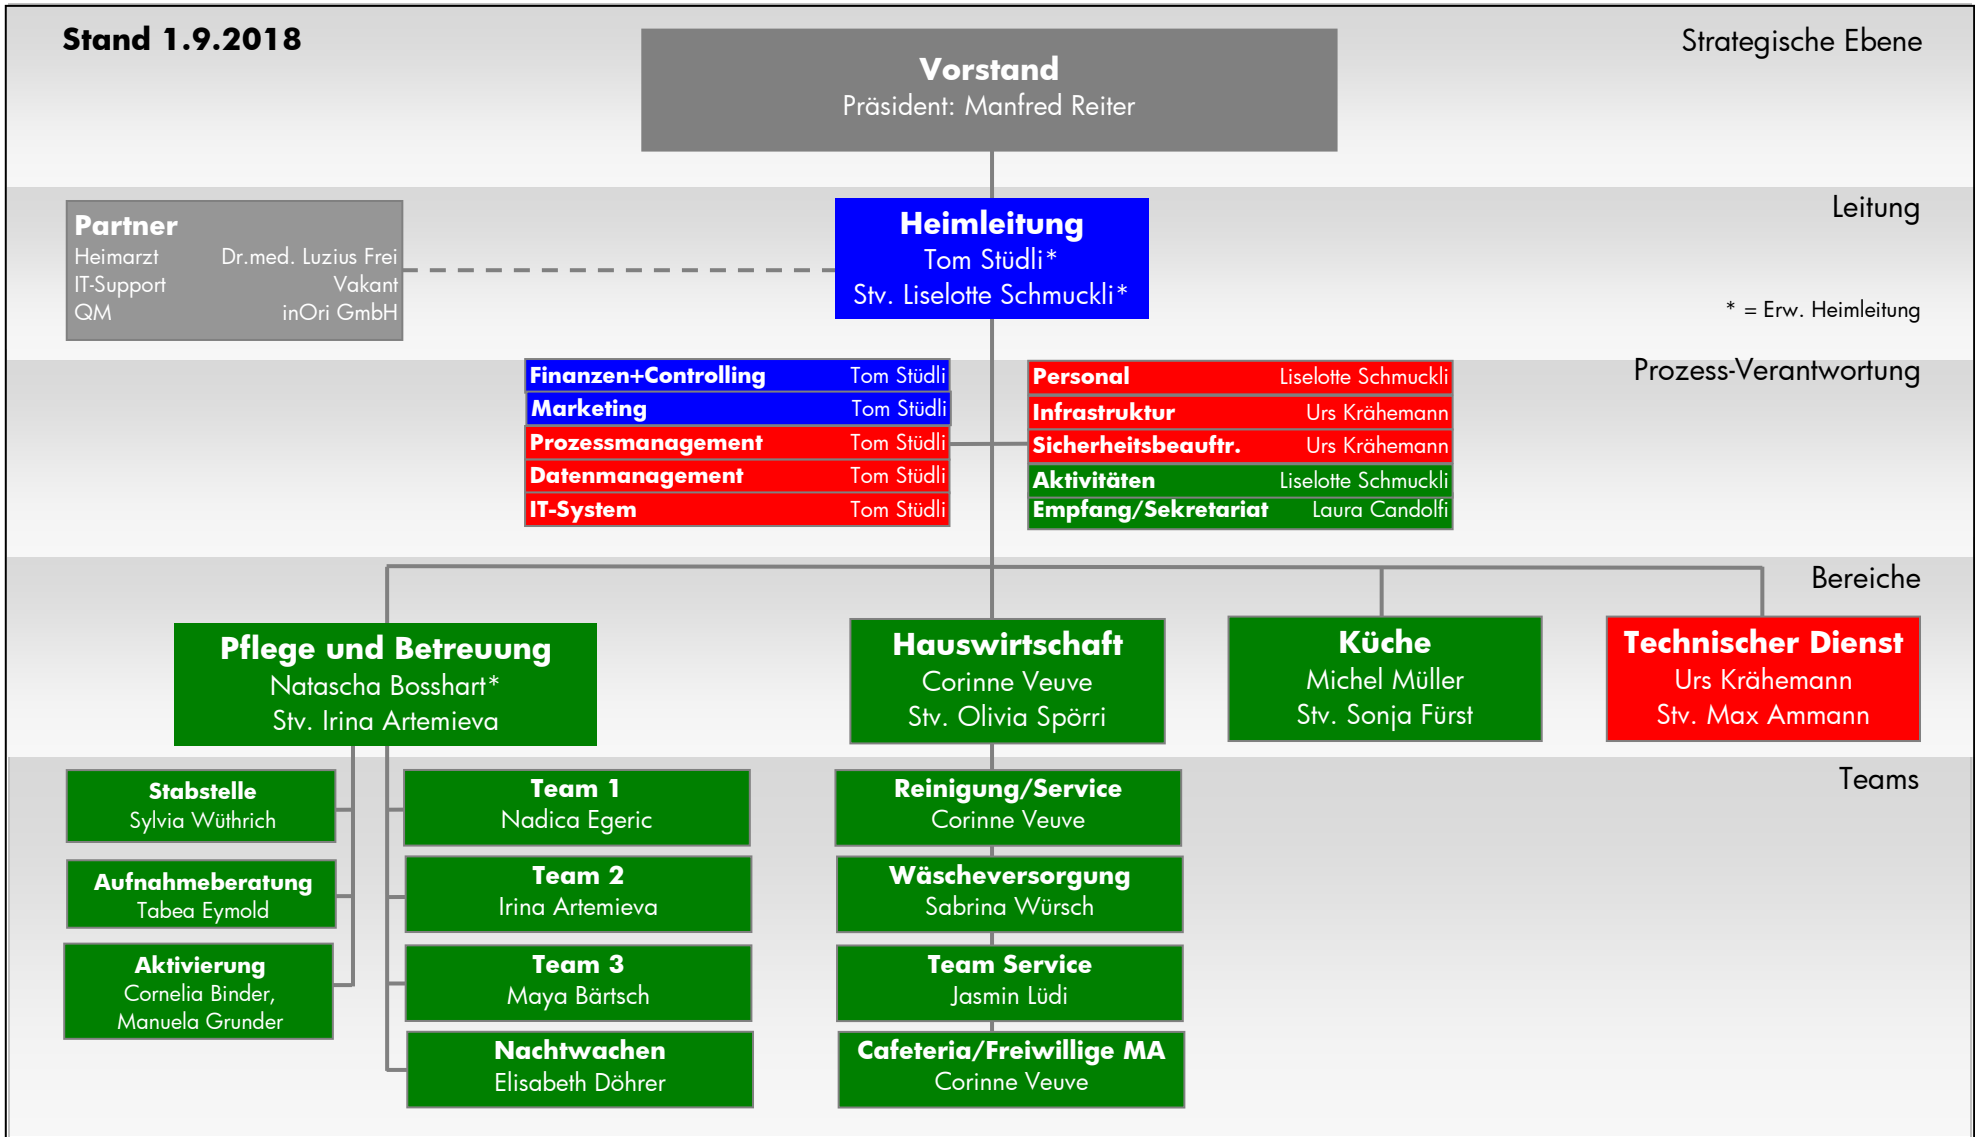 Stand 1.9.2018
Strategische Ebene
Vorstand
Präsident: Manfred Reiter
Leitung
Partner
Heimarzt Dr.med. Luzius Frei
IT-Support Vakant
QM inOri GmbH
Heimleitung
Tom Stüdli*
Stv. Liselotte Schmuckli*
* = Erw. Heimleitung
Prozess-Verantwortung
Finanzen+Controlling Tom Stüdli
Marketing Tom Stüdli
Prozessmanagement Tom Stüdli
Datenmanagement Tom Stüdli
IT-System Tom Stüdli
Personal Liselotte Schmuckli
Infrastruktur Urs Krähemann
Sicherheitsbeauftr. Urs Krähemann
Aktivitäten Liselotte Schmuckli
Empfang/Sekretariat Laura Candolfi
Bereiche
Pflege und Betreuung
Natascha Bosshart*
Stv. Irina Artemieva
Hauswirtschaft
Corinne Veuve
Stv. Olivia Spörri
Küche
Michel Müller
Stv. Sonja Fürst
Technischer Dienst
Urs Krähemann
Stv. Max Ammann
Teams
Stabstelle
Sylvia Wüthrich
Aufnahmeberatung
Tabea Eymold
Aktivierung
Cornelia Binder,
Manuela Grunder
Team 1
Nadica Egeric
Team 2
Irina Artemieva
Team 3
Maya Bärtsch
Nachtwachen
Elisabeth Döhrer
Reinigung/Service
Corinne Veuve
Wäscheversorgung
Sabrina Würsch
Team Service
Jasmin Lüdi
Cafeteria/Freiwillige MA
Corinne Veuve